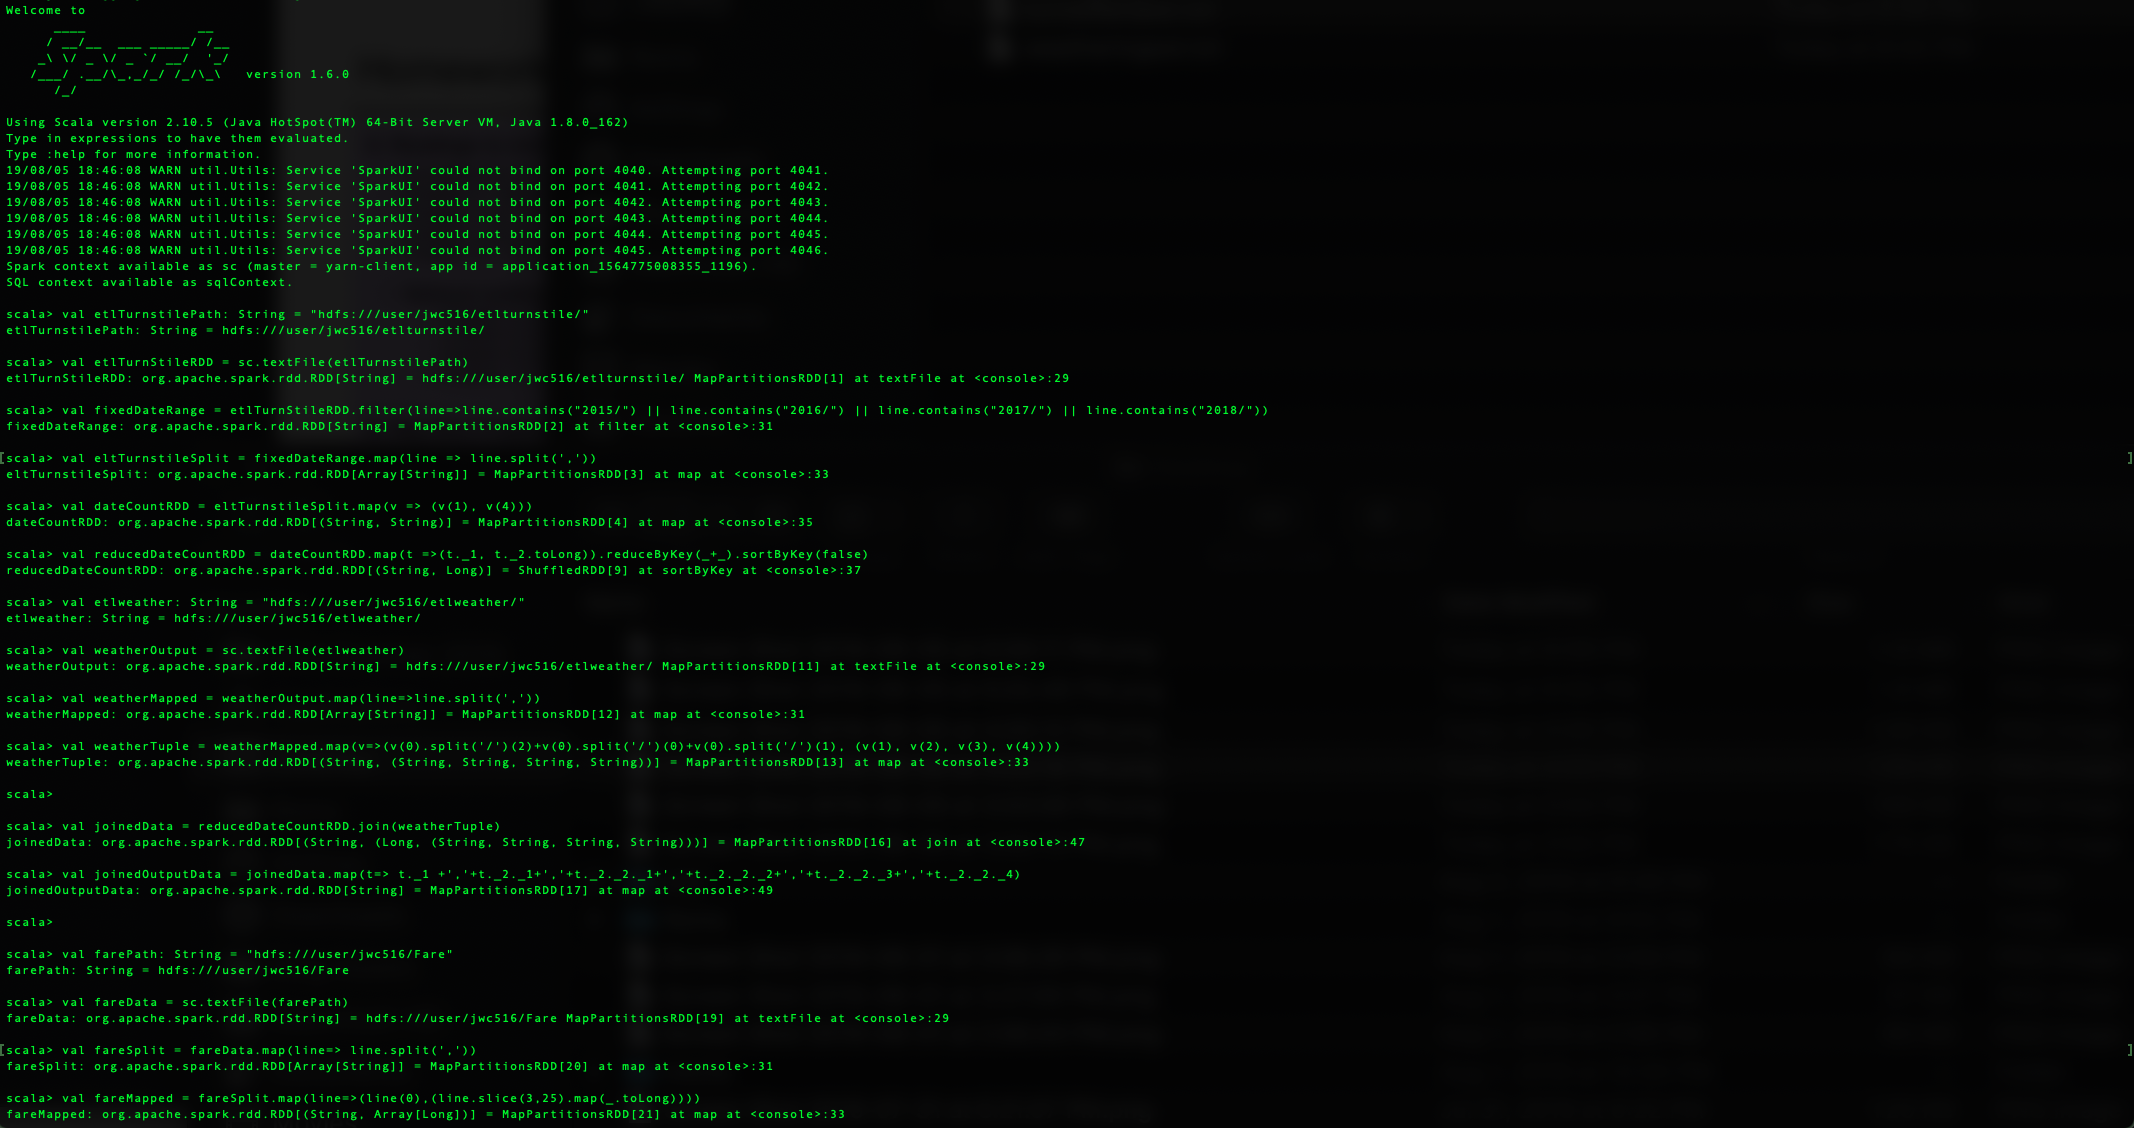 Welcome to
      ____              __
     / __/__  ___ _____/ /__
    _\ \/ _ \/ _ `/ __/  '_/
   /___/ .__/\_,_/_/ /_/\_\   version 1.6.0
      /_/
Using Scala version 2.10.5 (Java HotSpot(TM) 64-Bit Server VM, Java 1.8.0_162)
Type in expressions to have them evaluated.
Type :help for more information.
19/08/05 18:46:08 WARN util.Utils: Service 'SparkUI' could not bind on port 4040. Attempting port 4041.
19/08/05 18:46:08 WARN util.Utils: Service 'SparkUI' could not bind on port 4041. Attempting port 4042.
19/08/05 18:46:08 WARN util.Utils: Service 'SparkUI' could not bind on port 4042. Attempting port 4043.
19/08/05 18:46:08 WARN util.Utils: Service 'SparkUI' could not bind on port 4043. Attempting port 4044.
19/08/05 18:46:08 WARN util.Utils: Service 'SparkUI' could not bind on port 4044. Attempting port 4045.
19/08/05 18:46:08 WARN util.Utils: Service 'SparkUI' could not bind on port 4045. Attempting port 4046.
Spark context available as sc (master = yarn-client, app id = application_1564775008355_1196).
SQL context available as sqlContext.
scala> val etlTurnstilePath: String = "hdfs:///user/jwc516/etlturnstile/"
etlTurnstilePath: String = hdfs:///user/jwc516/etlturnstile/
scala> val etlTurnStileRDD = sc.textFile(etlTurnstilePath)
etlTurnStileRDD: org.apache.spark.rdd.RDD[String] = hdfs:///user/jwc516/etlturnstile/ MapPartitionsRDD[1] at textFile at <console>:29
scala> val fixedDateRange = etlTurnStileRDD.filter(line=>line.contains("2015/") || line.contains("2016/") || line.contains("2017/") || line.contains("2018/"))
fixedDateRange: org.apache.spark.rdd.RDD[String] = MapPartitionsRDD[2] at filter at <console>:31
[scala> val eltTurnstileSplit = fixedDateRange.map(line => line.split(',')) ]
eltTurnstileSplit: org.apache.spark.rdd.RDD[Array[String]] = MapPartitionsRDD[3] at map at <console>:33
scala> val dateCountRDD = eltTurnstileSplit.map(v => (v(1), v(4)))
dateCountRDD: org.apache.spark.rdd.RDD[(String, String)] = MapPartitionsRDD[4] at map at <console>:35
scala> val reducedDateCountRDD = dateCountRDD.map(t =>(t._1, t._2.toLong)).reduceByKey(_+_).sortByKey(false)
reducedDateCountRDD: org.apache.spark.rdd.RDD[(String, Long)] = ShuffledRDD[9] at sortByKey at <console>:37
scala> val etlweather: String = "hdfs:///user/jwc516/etlweather/"
etlweather: String = hdfs:///user/jwc516/etlweather/
scala> val weatherOutput = sc.textFile(etlweather)
weatherOutput: org.apache.spark.rdd.RDD[String] = hdfs:///user/jwc516/etlweather/ MapPartitionsRDD[11] at textFile at <console>:29
scala> val weatherMapped = weatherOutput.map(line=>line.split(','))
weatherMapped: org.apache.spark.rdd.RDD[Array[String]] = MapPartitionsRDD[12] at map at <console>:31
scala> val weatherTuple = weatherMapped.map(v=>(v(0).split('/')(2)+v(0).split('/')(0)+v(0).split('/')(1), (v(1), v(2), v(3), v(4))))
weatherTuple: org.apache.spark.rdd.RDD[(String, (String, String, String, String))] = MapPartitionsRDD[13] at map at <console>:33
scala>
scala> val joinedData = reducedDateCountRDD.join(weatherTuple)
joinedData: org.apache.spark.rdd.RDD[(String, (Long, (String, String, String, String)))] = MapPartitionsRDD[16] at join at <console>:47
scala> val joinedOutputData = joinedData.map(t=> t._1 +','+t._2._1+','+t._2._2._1+','+t._2._2._2+','+t._2._2._3+','+t._2._2._4)
joinedOutputData: org.apache.spark.rdd.RDD[String] = MapPartitionsRDD[17] at map at <console>:49
scala>
scala> val farePath: String = "hdfs:///user/jwc516/Fare"
farePath: String = hdfs:///user/jwc516/Fare
scala> val fareData = sc.textFile(farePath)
fareData: org.apache.spark.rdd.RDD[String] = hdfs:///user/jwc516/Fare MapPartitionsRDD[19] at textFile at <console>:29
[scala> val fareSplit = fareData.map(line=> line.split(',')) ]
fareSplit: org.apache.spark.rdd.RDD[Array[String]] = MapPartitionsRDD[20] at map at <console>:31
scala> val fareMapped = fareSplit.map(line=>(line(0),(line.slice(3,25).map(_.toLong))))
fareMapped: org.apache.spark.rdd.RDD[(String, Array[Long])] = MapPartitionsRDD[21] at map at <console>:33